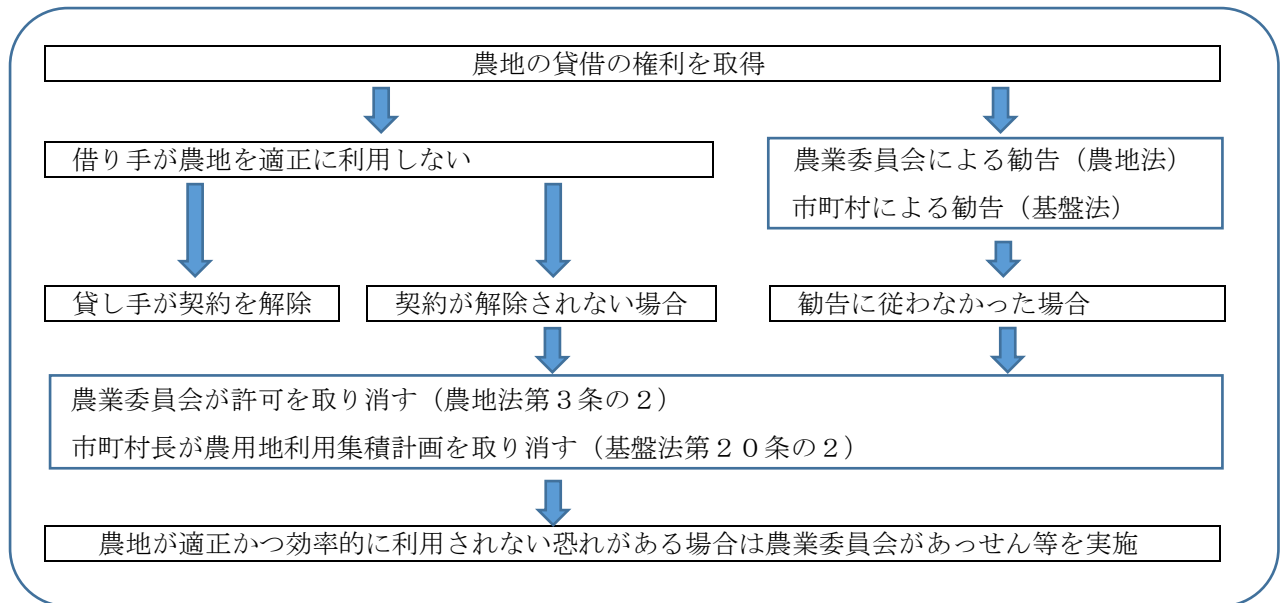 農地の貸借の権利を取得
借り手が農地を適正に利用しない
農業委員会による勧告（農地法）
市町村による勧告（基盤法）
貸し手が契約を解除
契約が解除されない場合
勧告に従わなかった場合
農業委員会が許可を取り消す（農地法第３条の２）
市町村長が農用地利用集積計画を取り消す（基盤法第２０条の２）
農地が適正かつ効率的に利用されない恐れがある場合は農業委員会があっせん等を実施